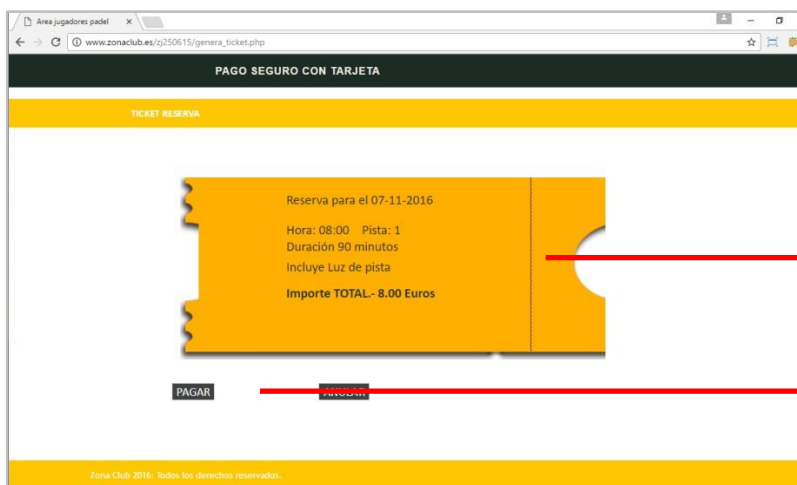 Area jugadores padel
www.zonaclub.es/zj250615/genera_ticket.php
PAGO SEGURO CON TARJETA
TICKET RESERVA
Reserva para el 07-11-2016
Hora: 08:00 Pista: 1
Duración 90 minutos
Incluye Luz de pista
Importe TOTAL.- 8.00 Euros
PAGAR ANULAR
Zona Club 2016: Todos los derechos reservados.